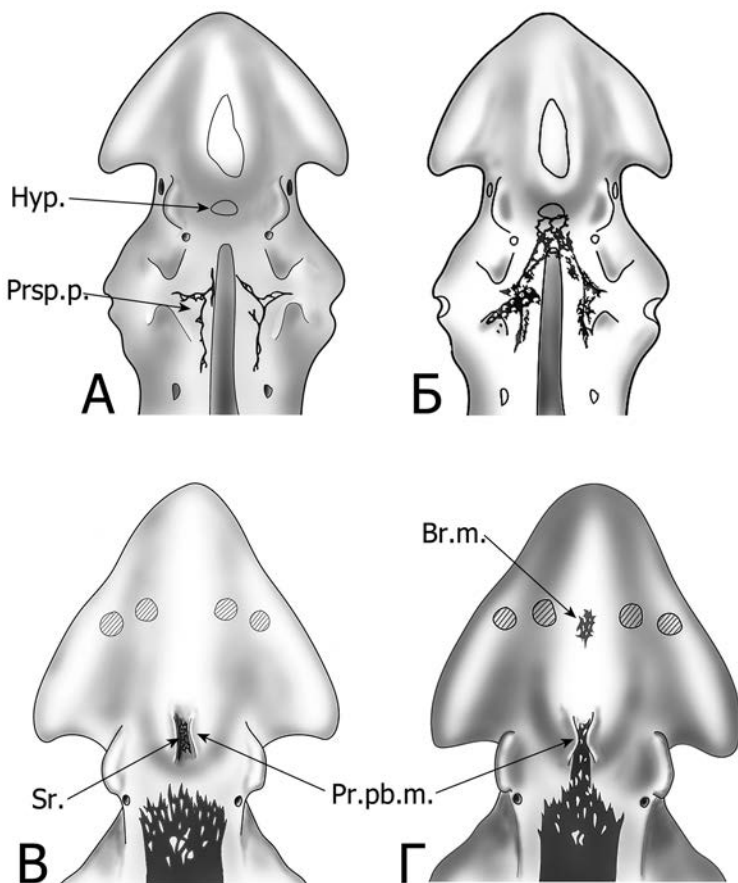 Hyp.
Prsp.p.
А
Б
Br.m.
Sr.
Pr.pb.m.
В
Г